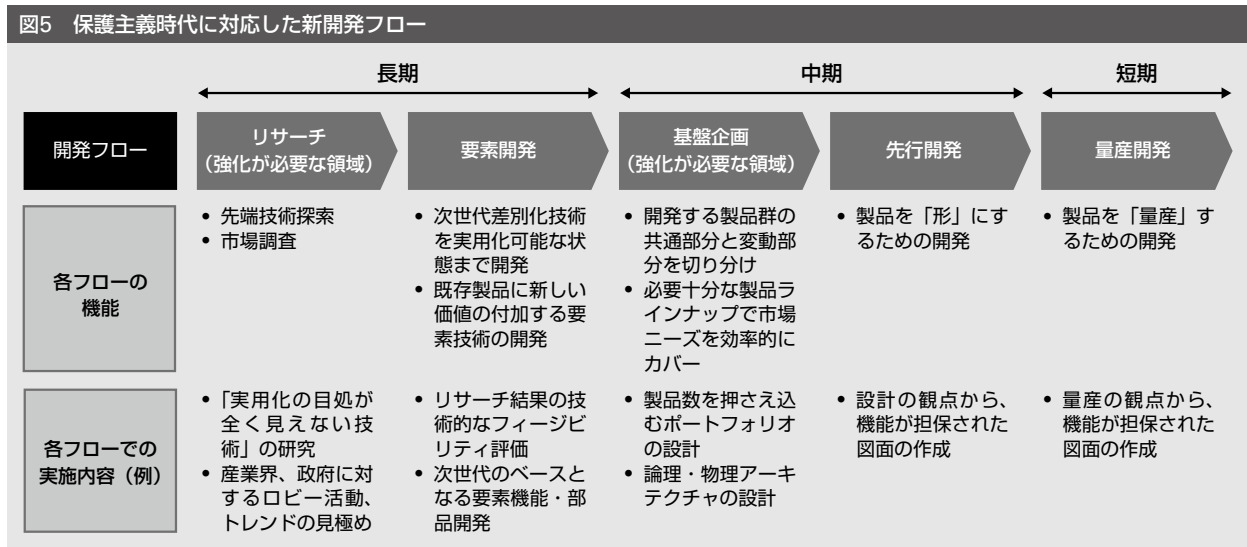 図5　保護主義時代に対応した新開発フロー
長期
中期
短期
開発フロー
リサーチ
(強化が必要な領域)
要素開発
基盤企画
(強化が必要な領域)
先行開発
量産開発
各フローの
機能
• 先端技術探索
• 市場調査
• 次世代差別化技術
を実用化可能な状
態まで開発
• 既存製品に新しい
価値の付加する要
素技術の開発
• 開発する製品群の
共通部分と変動部
分を切り分け
• 必要十分な製品ラ
インナップで市場
ニーズを効率的に
カバー
• 製品を「形」にす
るための開発
• 製品を「量産」す
るための開発
各フローでの
実施内容(例)
• 「実用化の目処が
全く見えない技
術」の研究
• 産業界、政府に対
するロビー活動、
トレンドの見極め
• リサーチ結果の技
術的なフィージビ
リティ評価
• 次世代のベースと
なる要素機能・部
品開発
• 製品数を押さえ込
むポートフォリオ
の設計
• 論理・物理アーキ
テクチャの設計
• 設計の観点から、
機能が担保された
図面の作成
• 量産の観点から、
機能が担保された
図面の作成